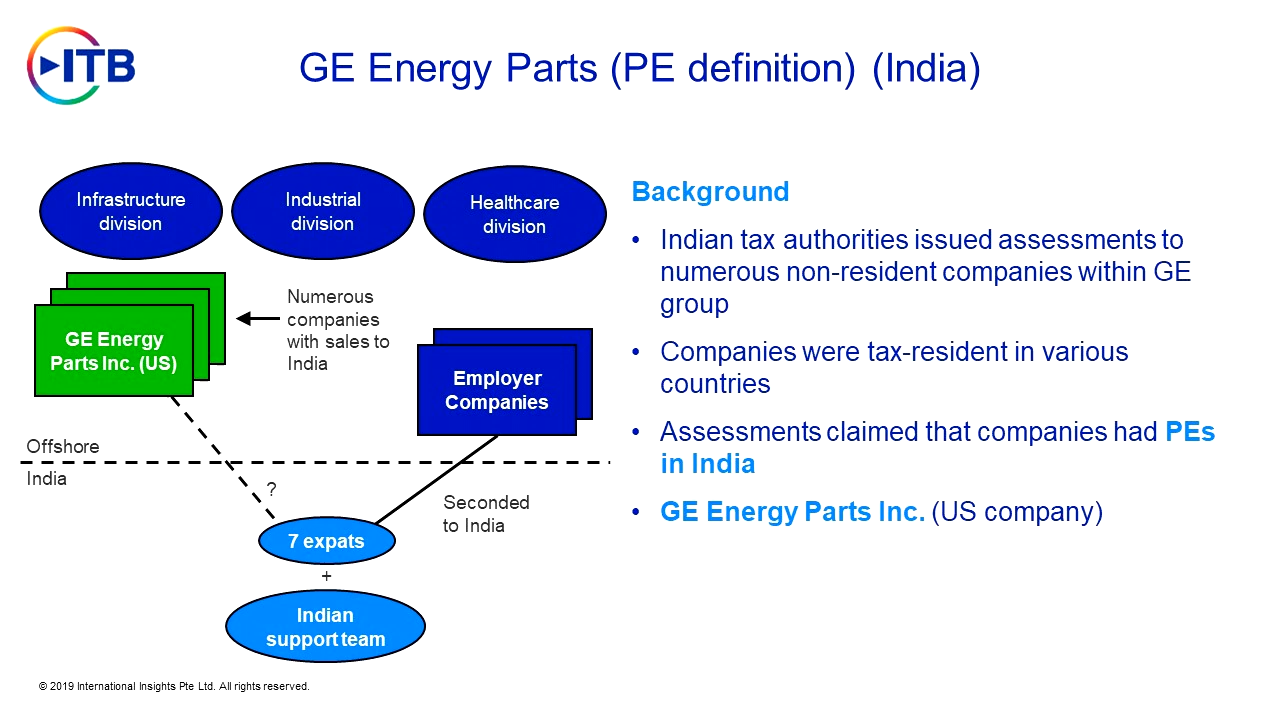 ITB
GE Energy Parts (PE definition) (India)
Infrastructure
division
Industrial
division
Healthcare
division
GE Energy
Parts Inc. (US)
Numerous
companies
with sales to
India
Employer
Companies
Offshore
India
?
Seconded
to India
7 expats
+
Indian
support team
Background
• Indian tax authorities issued assessments to
numerous non-resident companies within GE
group
• Companies were tax-resident in various
countries
• Assessments claimed that companies had PEs
in India
• GE Energy Parts Inc. (US company)
© 2019 International Insights Pte Ltd. All rights reserved.